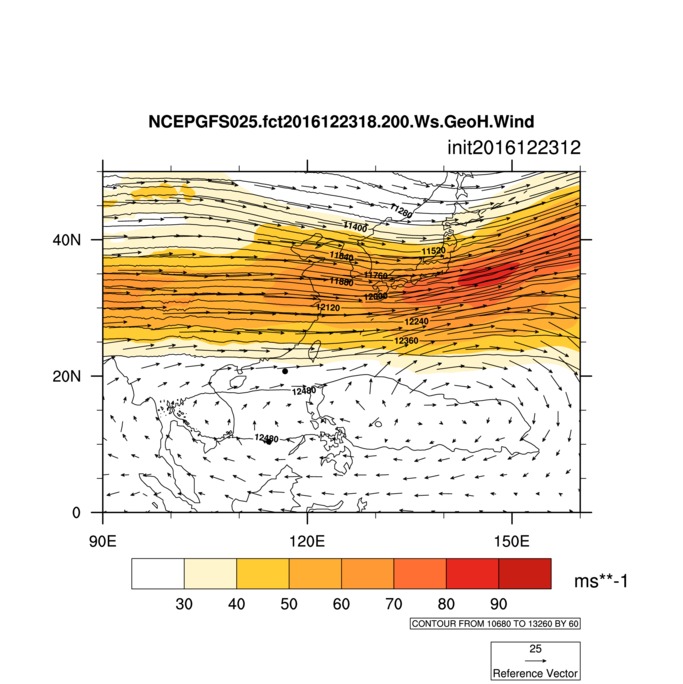 NCEPGFS025.fct2016122318.200.Ws.GeoH.Wind
init2016122312
11280
11400
40N
11520
11640
11760
11880
12000
12120
12240
12360
20N
12480
12480
0
90E 120E 150E
ms**-1
30 40 50 60 70 80 90
CONTOUR FROM 10680 TO 13260 BY 60
25
Reference Vector